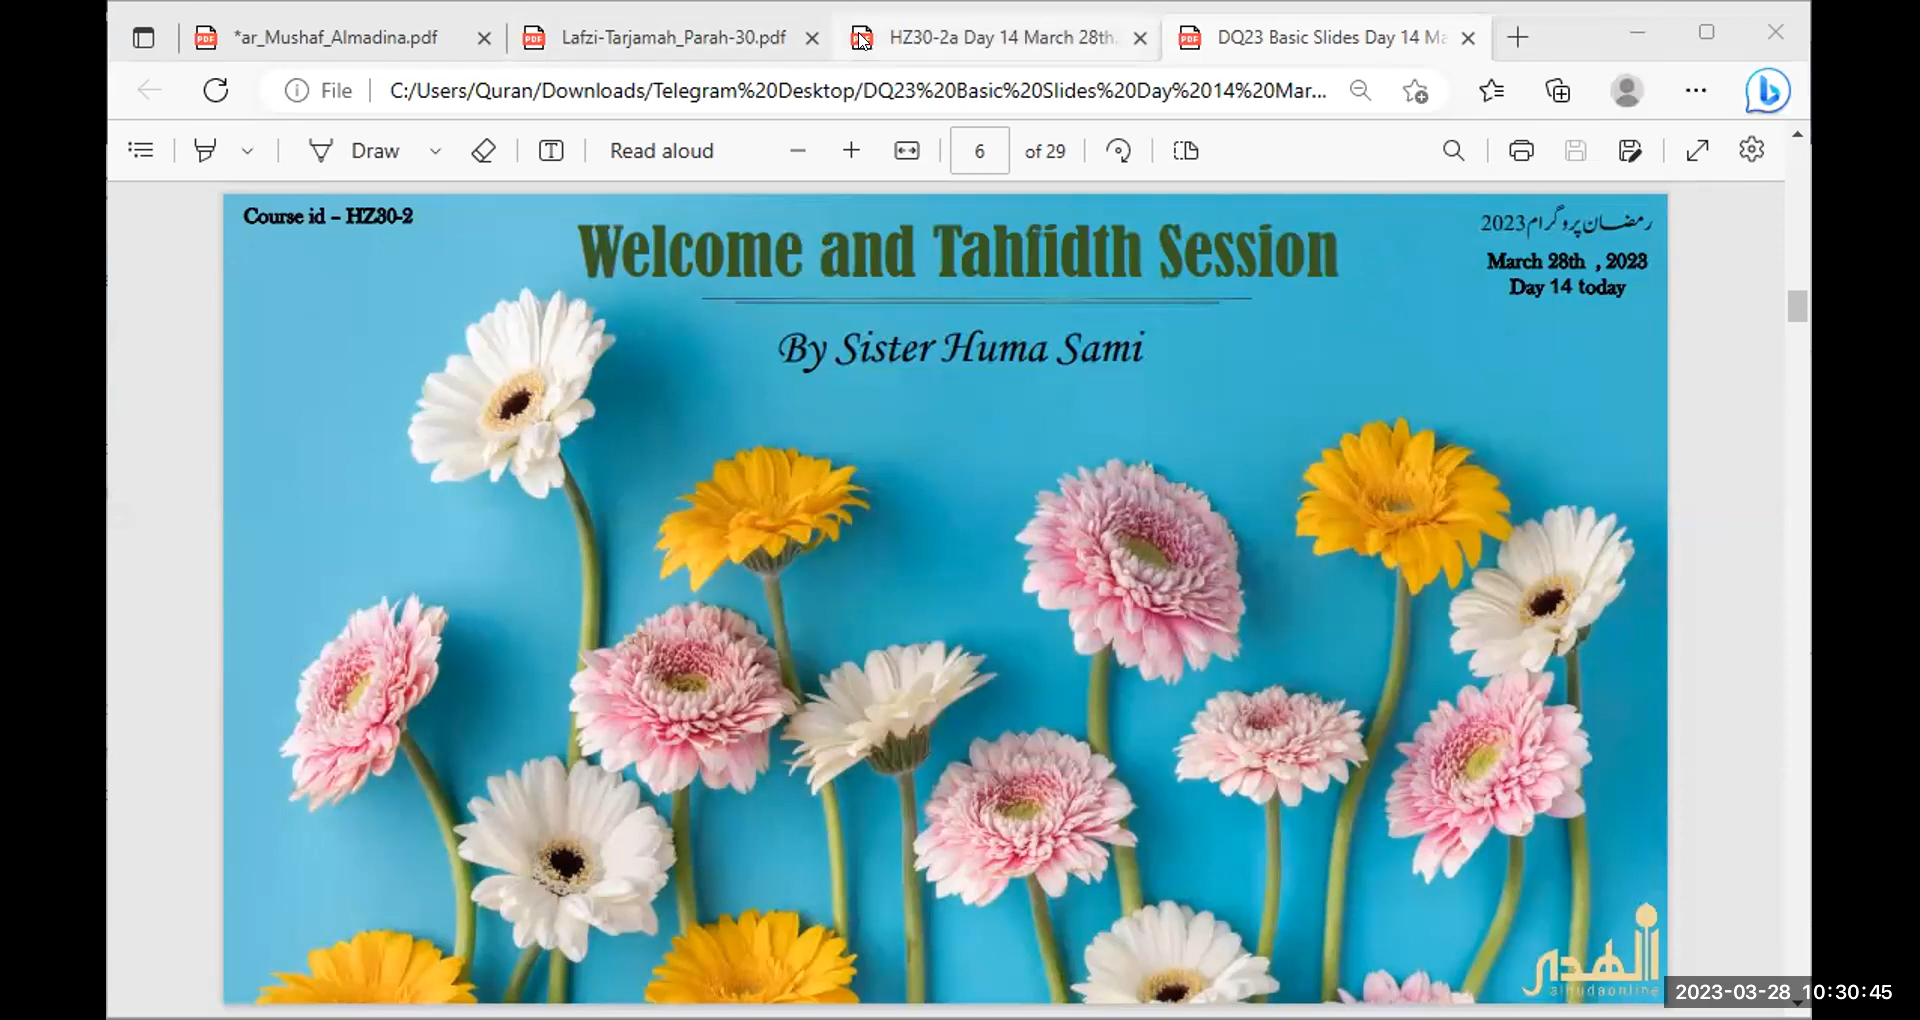 *ar_Mushaf_Almadina.pdf
Lafzi-Tarjamah_Parah-30.pdf
HZ30-2a Day 14 March 28th
DQ23 Basic Slides Day 14 Ma
File
C:/Users/Quran/Downloads/Telegram%20Desktop/DQ23%20Basic%20Slides%20Day%2014%20Mar...
Draw
Read aloud
6 of 29
Course id – HZ30-2
Welcome and Tahfidth Session
رمضان پروگرام 2023
March 28th , 2023
Day 14 today
By Sister Huma Sami
الهدى
alhudaonline
2023-03-28 10:30:45